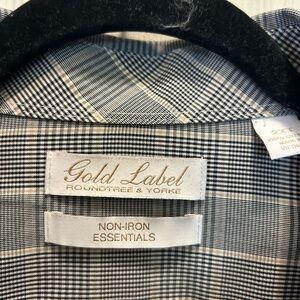 Gold Label
ROUNDTREE & YORKE
NON-IRON
ESSENTIALS